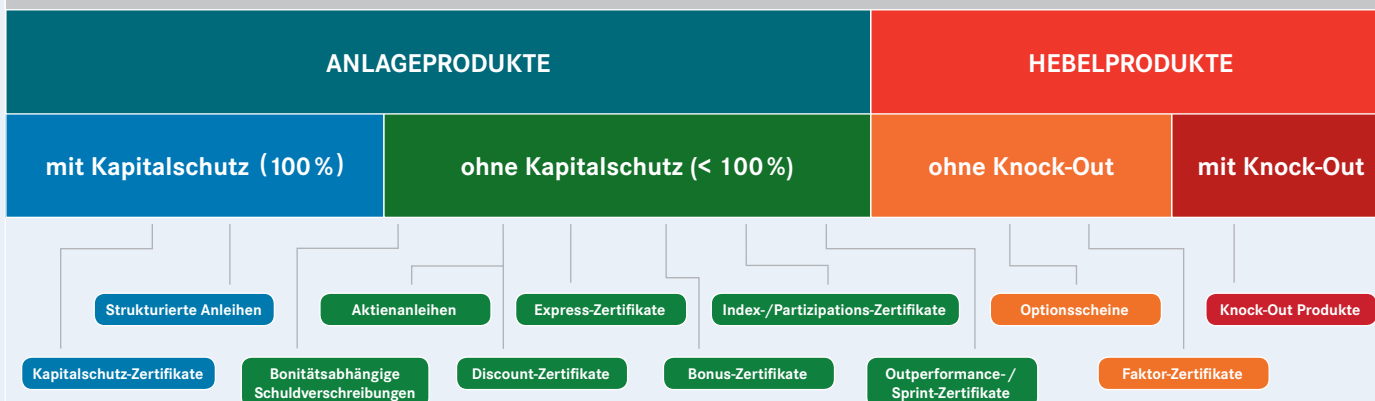 ANLAGEPRODUKTE
HEBELPRODUKTE
mit Kapitalschutz (100 %)
ohne Kapitalschutz (< 100 %)
ohne Knock-Out
mit Knock-Out
Strukturierte Anleihen
Aktienanleihen
Express-Zertifikate
Index-/Partizipations-Zertifikate
Optionsscheine
Knock-Out Produkte
Kapitalschutz-Zertifikate
Bonitätsabhängige
Schuldverschreibungen
Discount-Zertifikate
Bonus-Zertifikate
Outperformance-/
Sprint-Zertifikate
Faktor-Zertifikate